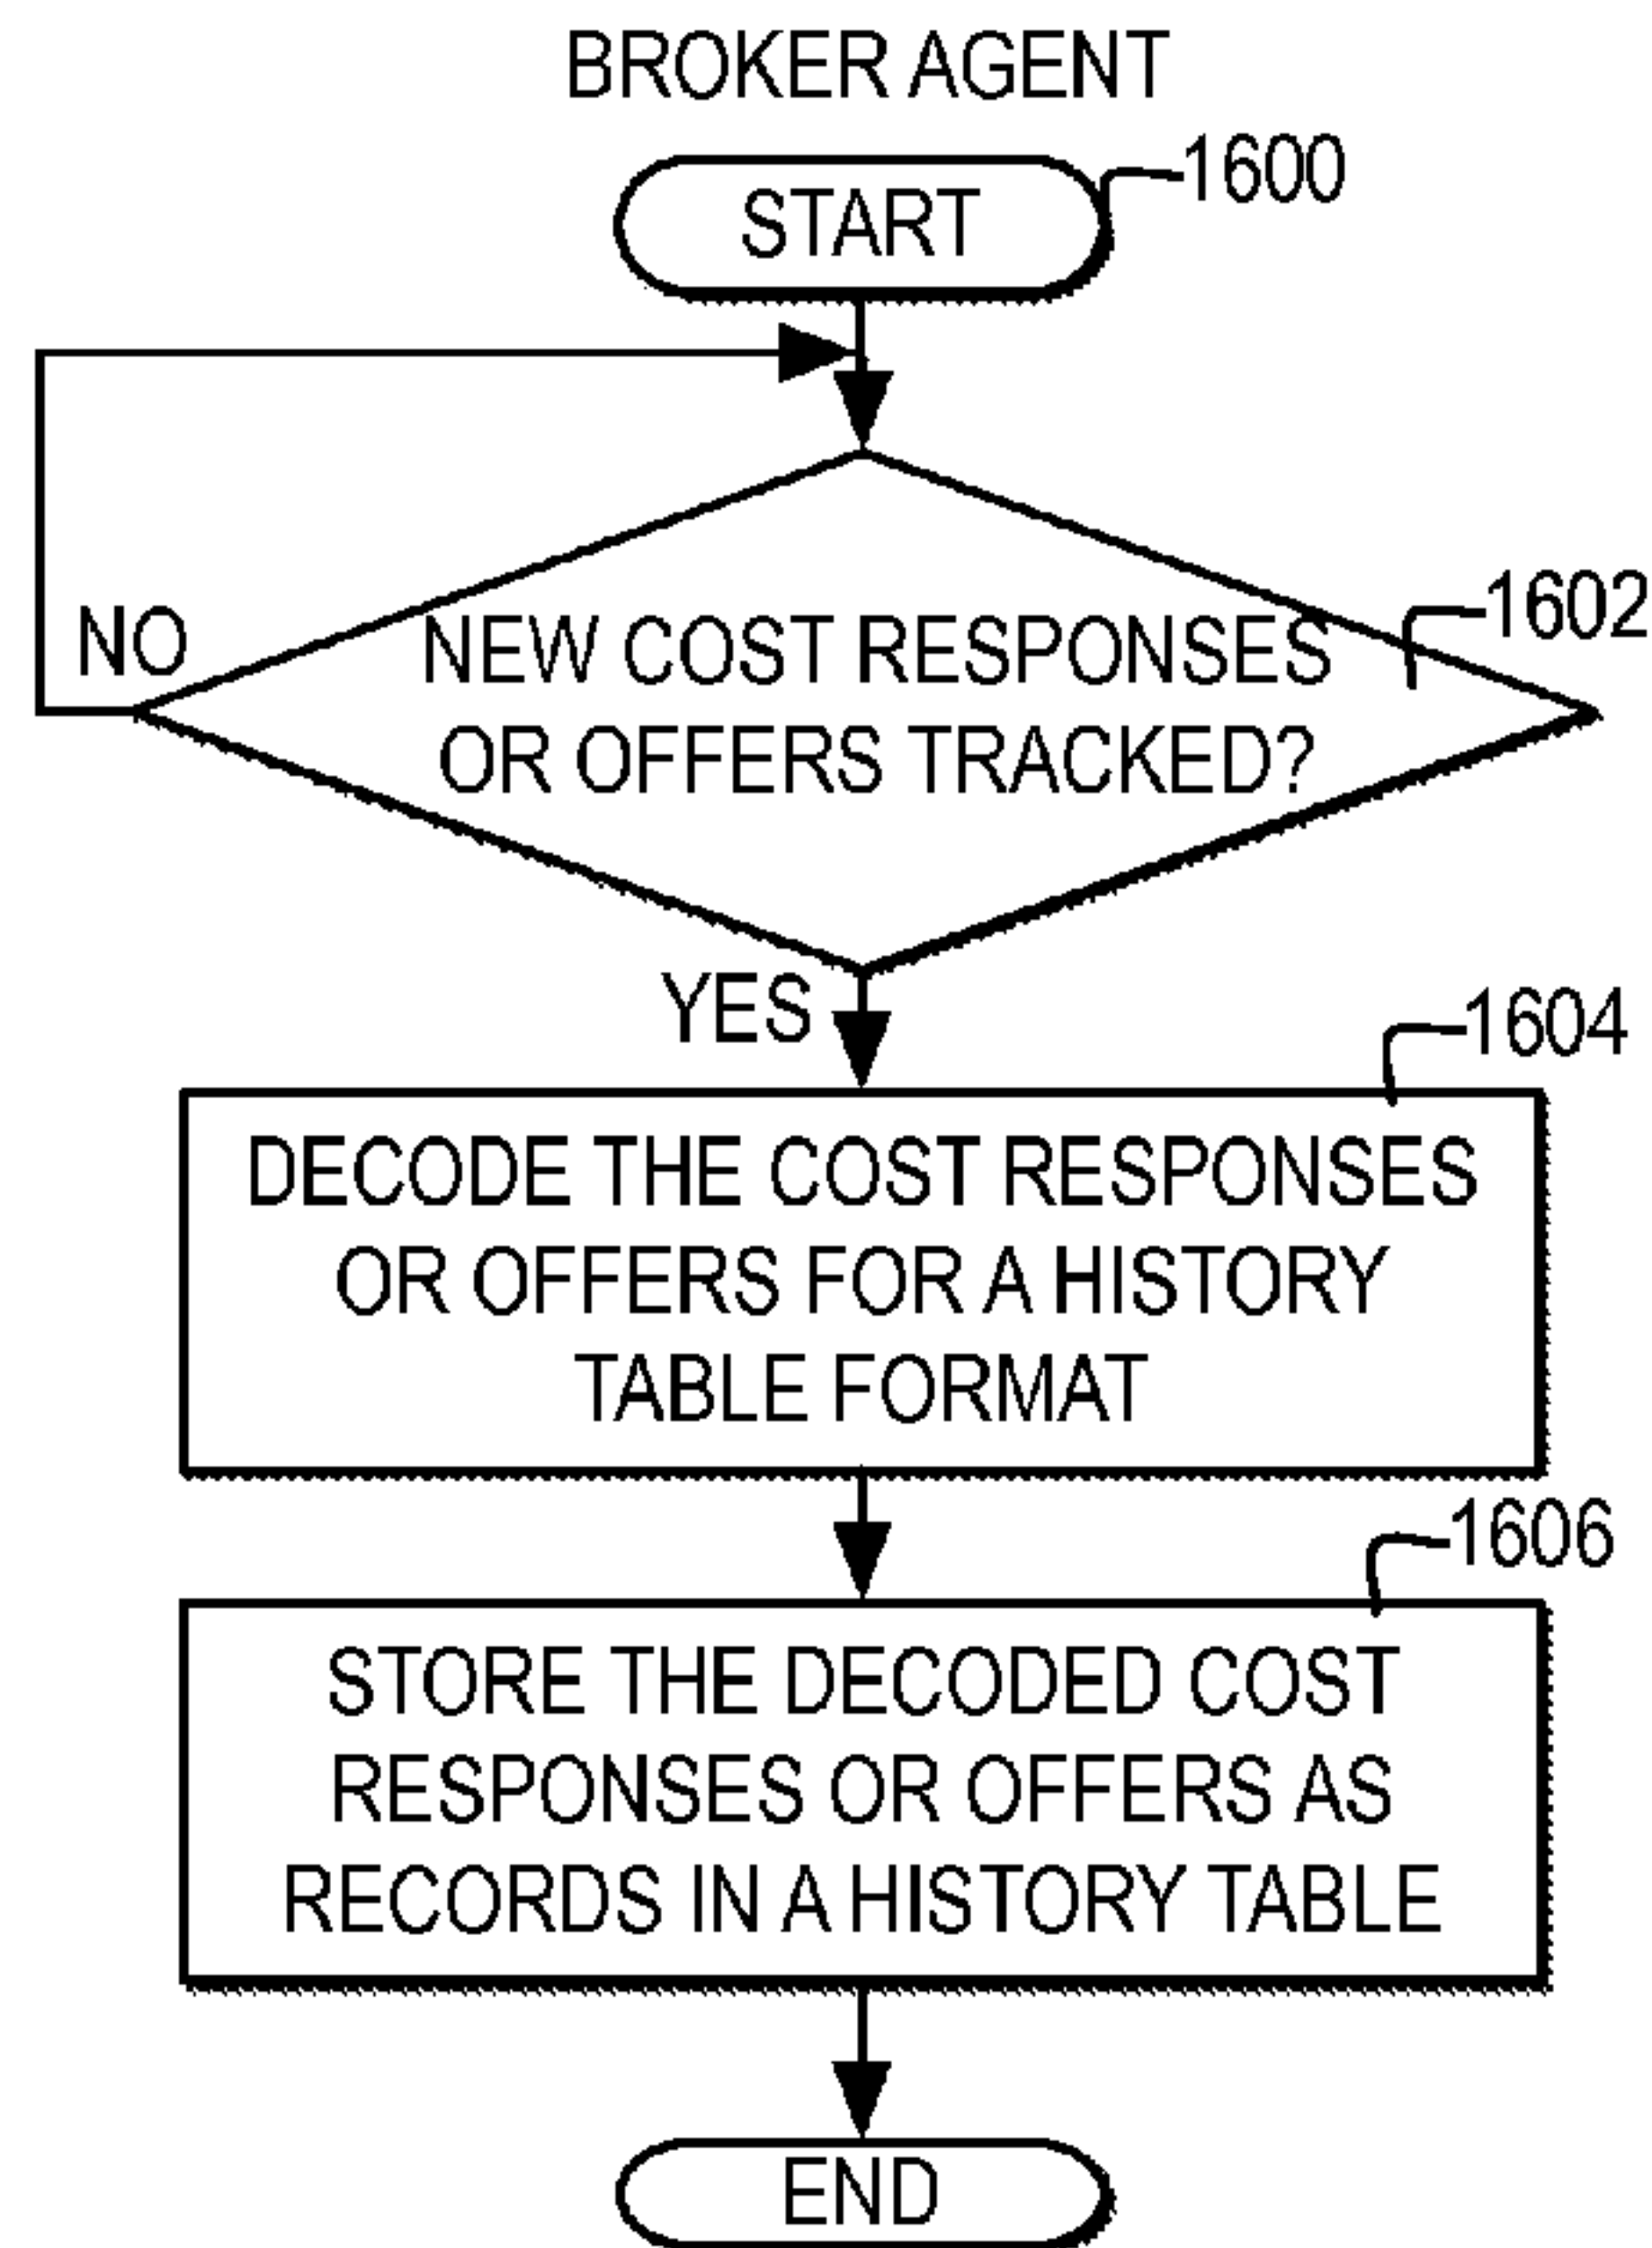 BROKER AGENT
START
1600
NEW COST RESPONSES
OR OFFERS TRACKED?
1602
NO
YES
1604
DECODE THE COST RESPONSES
OR OFFERS FOR A HISTORY
TABLE FORMAT
1606
STORE THE DECODED COST
RESPONSES OR OFFERS AS
RECORDS IN A HISTORY TABLE
END